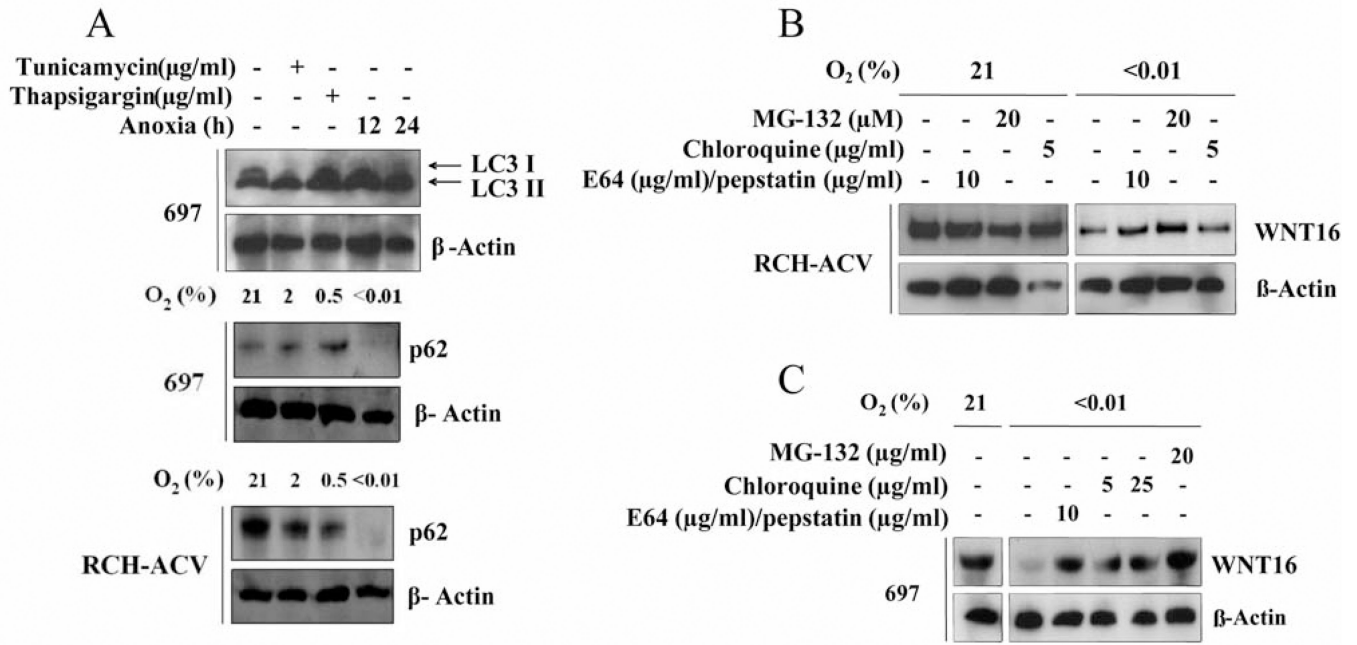 A
Tunicamycin(μg/ml) - + - - -
Thapsigargin(μg/ml) - - + - -
Anoxia (h) - - - 12 24
LC3 I
LC3 II
697
β -Actin
O2 (%) 21 2 0.5 <0.01
p62
697
β- Actin
O2 (%) 21 2 0.5 <0.01
p62
RCH-ACV
β- Actin
B
O2 (%) 21 <0.01
MG-132 (μM) - - 20 - - - 20 -
Chloroquine (μg/ml) - - - 5 - - - 5
E64 (μg/ml)/pepstatin (μg/ml) - 10 - - - 10 - -
WNT16
RCH-ACV
ß-Actin
C
O2 (%) 21 <0.01
MG-132 (μg/ml) - - - - - 20
Chloroquine (μg/ml) - - - 5 25 -
E64 (μg/ml)/pepstatin (μg/ml) - - 10 - - -
WNT16
697
ß-Actin